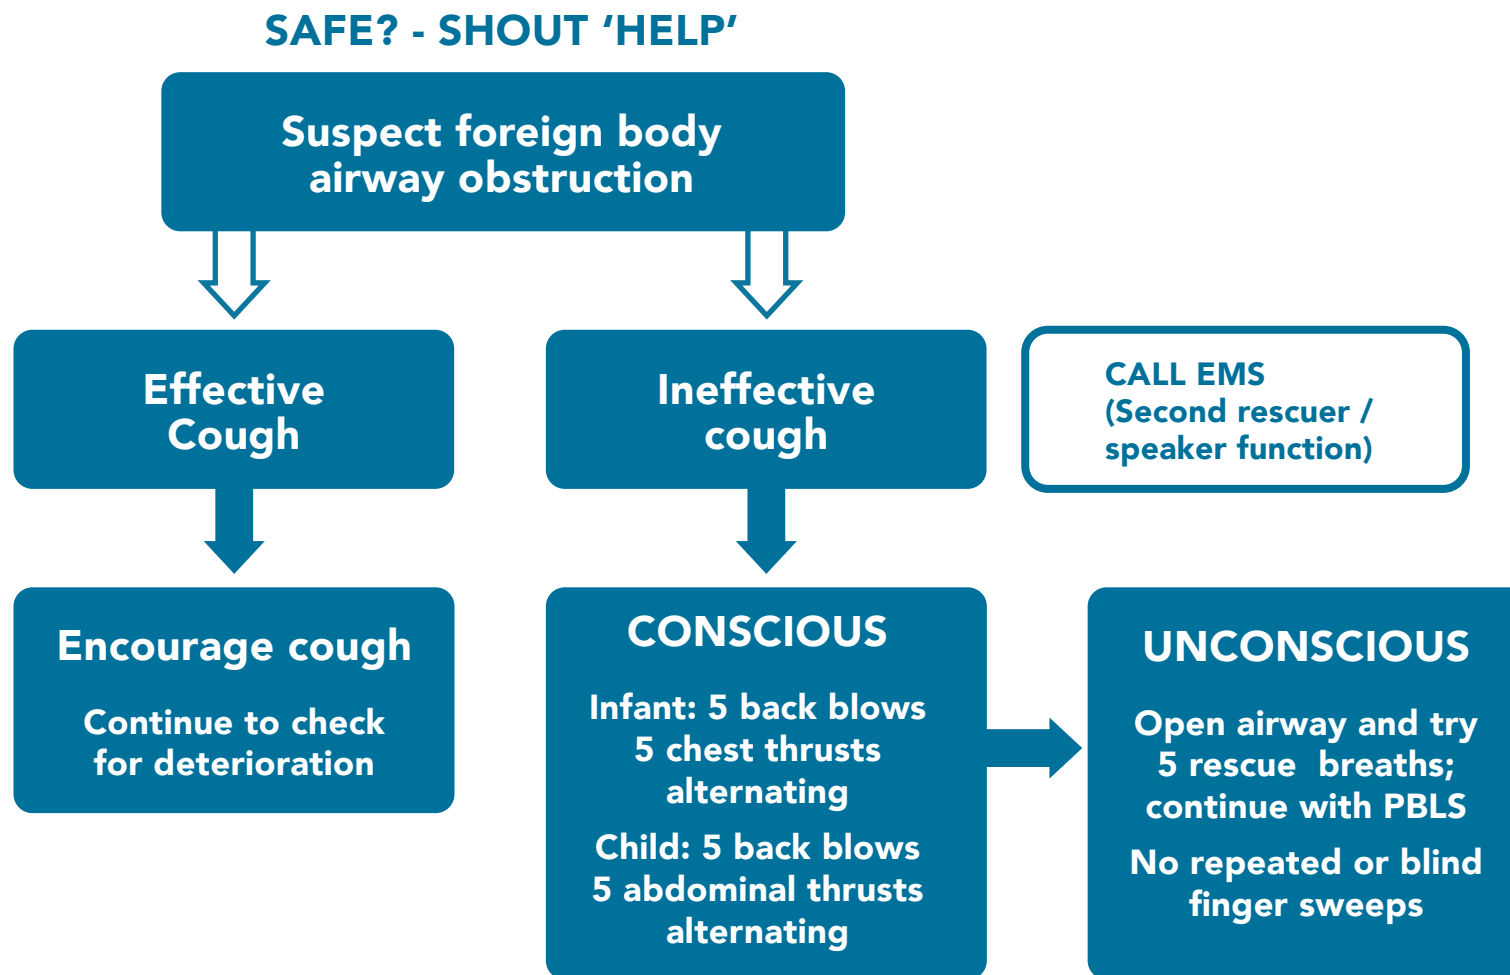 SAFE? - SHOUT ‘HELP’
Suspect foreign body
airway obstruction
Effective
Cough
Ineffective
cough
CALL EMS
(Second rescuer /
speaker function)
Encourage cough
Continue to check
for deterioration
CONSCIOUS
Infant: 5 back blows
5 chest thrusts
alternating
Child: 5 back blows
5 abdominal thrusts
alternating
UNCONSCIOUS
Open airway and try
5 rescue breaths;
continue with PBLS
No repeated or blind
finger sweeps